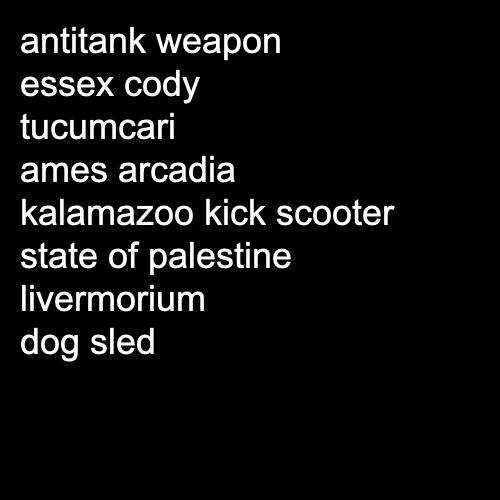 antitank weapon
essex cody
tucumcari
ames arcadia
kalamazoo kick scooter
state of palestine
livermorium
dog sled